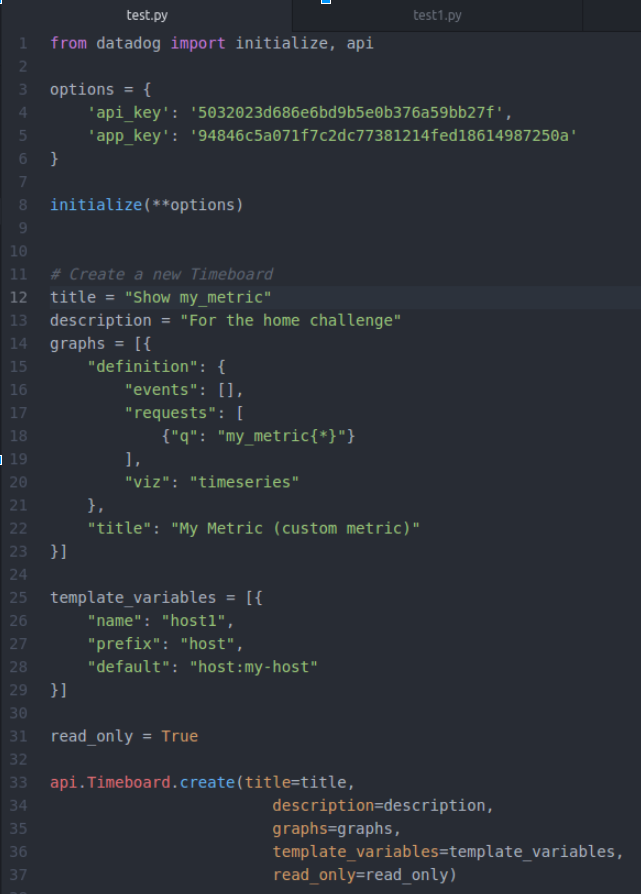 test.py test1.py
1 from datadog import initialize, api
2
3 options = {
4     'api_key': '5032023d686e6bd9b5e0b376a59bb27f',
5     'app_key': '94846c5a071f7c2dc77381214fed18614987250a'
6 }
7
8 initialize(**options)
9
10
11 # Create a new Timeboard
12 title = "Show my_metric"
13 description = "For the home challenge"
14 graphs = [{
15     "definition": {
16         "events": [],
17         "requests": [
18             {"q": "my_metric{*}"}
19         ],
20         "viz": "timeseries"
21     },
22     "title": "My Metric (custom metric)"
23 }]
24
25 template_variables = [{
26     "name": "host1",
27     "prefix": "host",
28     "default": "host:my-host"
29 }]
30
31 read_only = True
32
33 api.Timeboard.create(title=title,
34                         description=description,
35                         graphs=graphs,
36                         template_variables=template_variables,
37                         read_only=read_only)